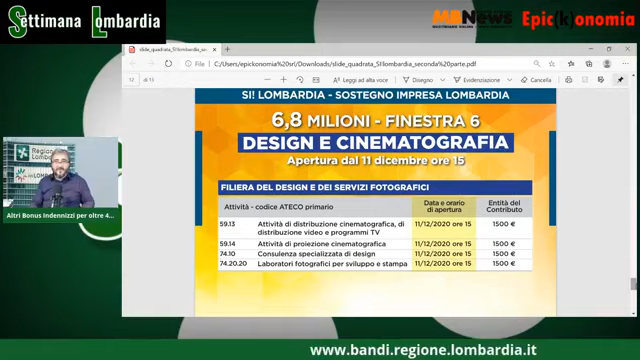 Settimana Lombardia
MBNews
Epic(k)onomia
slide_quadrata_SI!lombardia_seco
File
C:/Users/epickonomia%20srl/Downloads/slide_quadrata_SI!lombardia_seconda%20parte.pdf
12 di 13
Leggi ad alta voce
Disegno
Evidenziazione
Cancella
SI! LOMBARDIA - SOSTEGNO IMPRESA LOMBARDIA
6,8 MILIONI - FINESTRA 6
DESIGN E CINEMATOGRAFIA
Apertura dal 11 dicembre ore 15
FILIERA DEL DESIGN E DEI SERVIZI FOTOGRAFICI
Attività - codice ATECO primario
Data e orario di apertura
Entità del Contributo
59.13 Attività di distribuzione cinematografica, di distribuzione video e programmi TV 11/12/2020 ore 15 1500 €
59.14 Attività di proiezione cinematografica 11/12/2020 ore 15 1500 €
74.10 Consulenza specializzata di design 11/12/2020 ore 15 1500 €
74.20.20 Laboratori fotografici per sviluppo e stampa 11/12/2020 ore 15 1500 €
Regione
Lombardia
Altri Bonus Indennizzi per oltre 4...
www.bandi.regione.lombardia.it